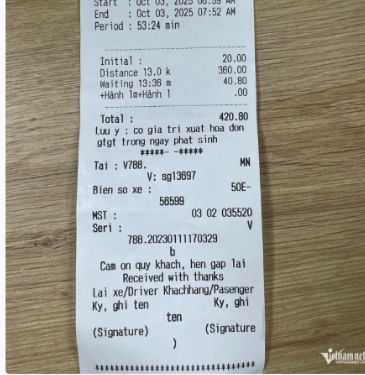 Start : Oct 03, 2025 06:59 AM
End : Oct 03, 2025 07:52 AM
Period : 53:24 min
Initial : 20.00
Distance 13.0 k 360.00
Waiting 13:36 m 40.80
+Hành lm+Hành l .00
Total : 420.80
Luu y : co gia tri xuat hoa don
gtgt trong ngay phat sinh
*****- -*****
Tai : V7BB. MN
V: sg13697
Bien so xe : 50E-
56599
MST : 03 02 035520
Seri : V
7BB.20230111170329
b
Cam on quy khach, hen gap lai
Received with thanks
Lai xe/Driver Khachhang/Pasenger
Ky, ghi ten Ky, ghi
ten
(Signature) (Signature
)
********************************
Vietnamnet